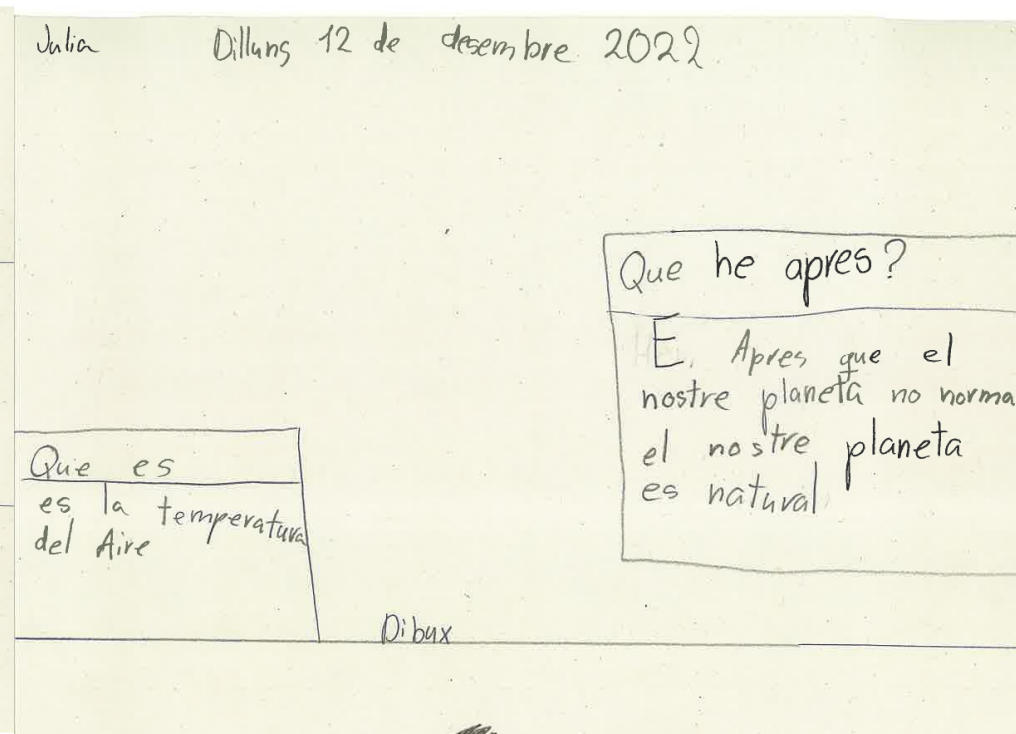 Julia Dilluns 12 de desembre 2022
Que he apres?
E. Apres que el
nostre planeta no norma
el nostre planeta
es natural
Que es
es la temperatura
del Aire
Dibux